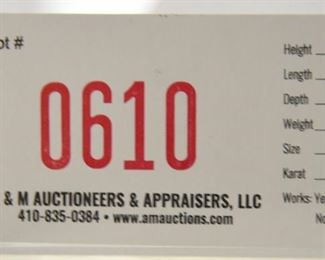 ot #
0610
& M AUCTIONEERS & APPRAISERS, LLC
410-835-0384 • www.amauctions.com
Height
Length
Depth
Weight
Size
Karat
Works: Ye
No